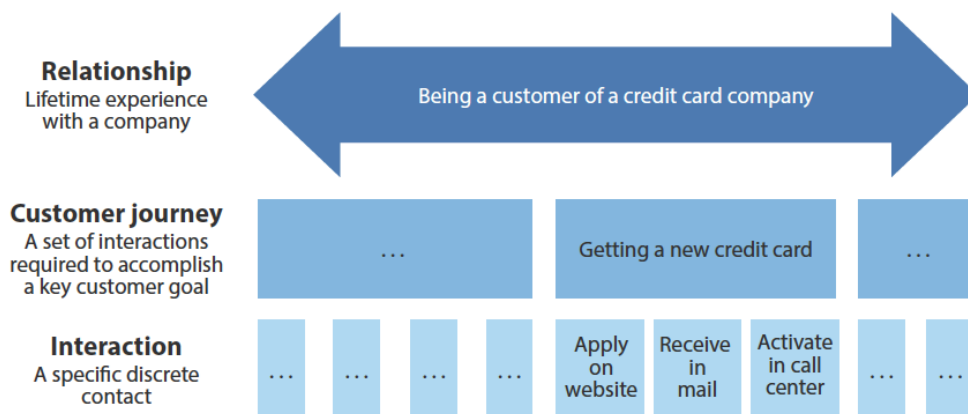 Relationship
Lifetime experience
with a company
Being a customer of a credit card company
Customer journey
A set of interactions
required to accomplish
a key customer goal
...
Getting a new credit card
...
Interaction
A specific discrete
contact
...
...
...
...
Apply
on
website
Receive
in
mail
Activate
in call
center
...
...